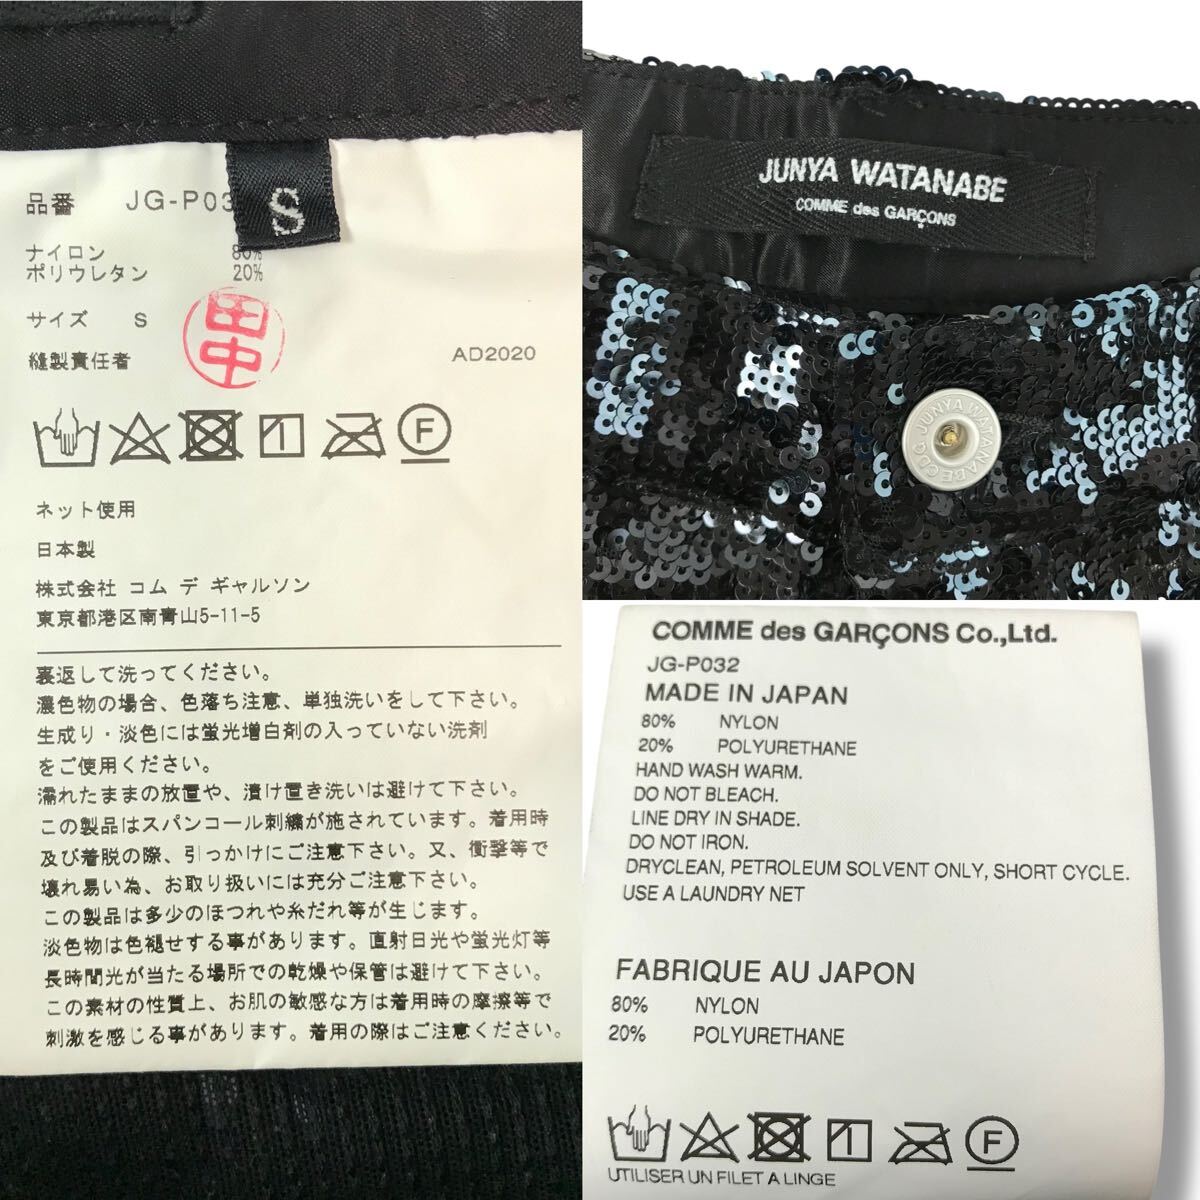 品番 JG-P03
S
ナイロン 80%
ポリウレタン 20%
サイズ S
田中
縫製責任者 AD2020
F
ネット使用
日本製
株式会社 コム デ ギャルソン
東京都港区南青山5-11-5
裏返して洗ってください。
濃色物の場合、色落ち注意、単独洗いをして下さい。
生成り・淡色には蛍光増白剤の入っていない洗剤
をご使用ください。
濡れたままの放置や、漬け置き洗いは避けて下さい。
この製品はスパンコール刺繍が施されています。着用時
及び着脱の際、引っかけにご注意下さい。又、衝撃等で
壊れ易い為、お取り扱いには充分ご注意下さい。
この製品は多少のほつれや糸だれ等が生じます。
淡色物は色褪せする事があります。直射日光や蛍光灯等
長時間光が当たる場所での乾燥や保管は避けて下さい。
この素材の性質上、お肌の敏感な方は着用時の摩擦等で
刺激を感じる事があります。着用の際はご注意ください。
JUNYA WATANABE
COMME des GARÇONS
JUNYA WATANABE CDG
COMME des GARÇONS Co.,Ltd.
JG-P032
MADE IN JAPAN
80% NYLON
20% POLYURETHANE
HAND WASH WARM.
DO NOT BLEACH.
LINE DRY IN SHADE.
DO NOT IRON.
DRYCLEAN, PETROLEUM SOLVENT ONLY, SHORT CYCLE.
USE A LAUNDRY NET
FABRIQUE AU JAPON
80% NYLON
20% POLYURETHANE
F
UTILISER UN FILET A LINGE